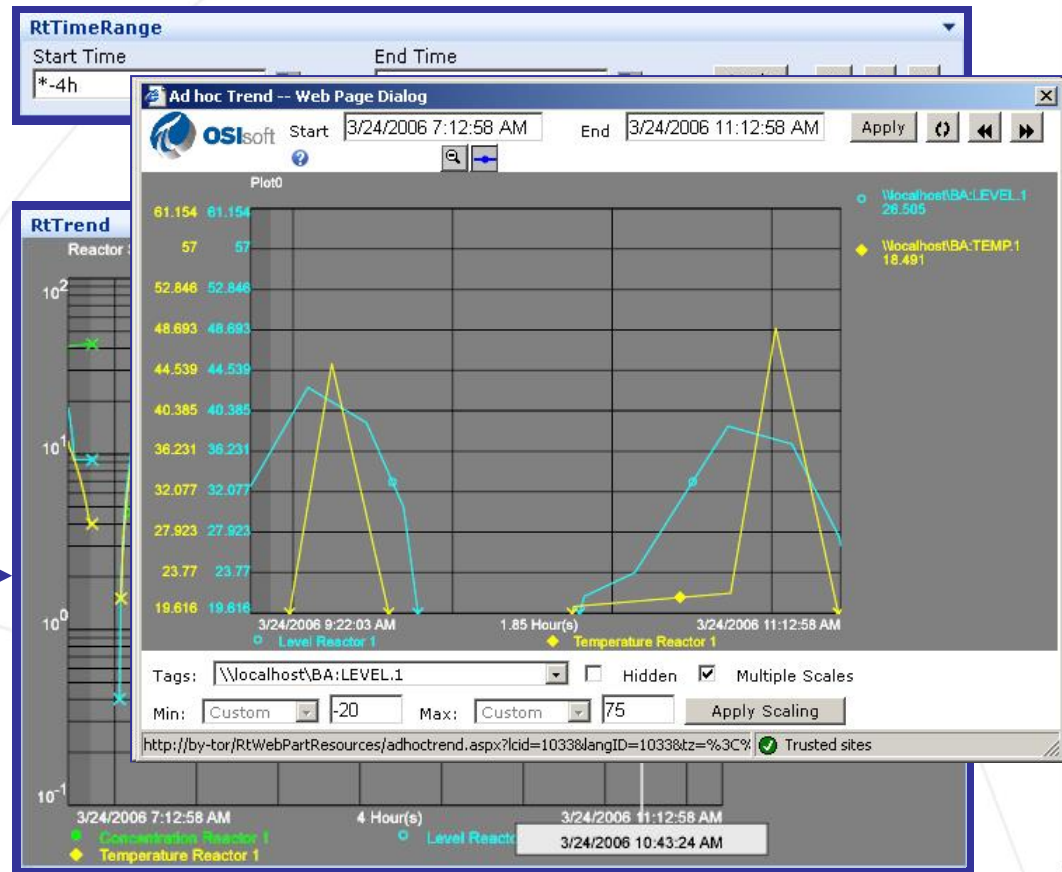 RtTimeRange
Start Time End Time
*-4h
Ad hoc Trend -- Web Page Dialog
OSIsoft Start 3/24/2006 7:12:58 AM End 3/24/2006 11:12:58 AM Apply
Plot0
\\localhost\BA:LEVEL.1
26.505
\\localhost\BA:TEMP.1
18.491
61.154 61.154
57 57
52.846 52.846
48.693 48.693
44.539 44.539
40.385 40.385
36.231 36.231
32.077 32.077
27.923 27.923
23.77 23.77
19.616 19.616
3/24/2006 9:22:03 AM 1.85 Hour(s) 3/24/2006 11:12:58 AM
Level Reactor 1 Temperature Reactor 1
Tags: \\localhost\BA:LEVEL.1 Hidden Multiple Scales
Min: Custom -20 Max: Custom 75 Apply Scaling
http://by-tor/RtWebPartResources/adhoctrend.aspx?lcid=1033&langID=1033&tz=%3C% Trusted sites
RtTrend
Reactor
10²
10¹
10⁰
10⁻¹
3/24/2006 7:12:58 AM 4 Hour(s) 3/24/2006 11:12:58 AM
Concentration Reactor 1 Level Reacto
3/24/2006 10:43:24 AM
Temperature Reactor 1